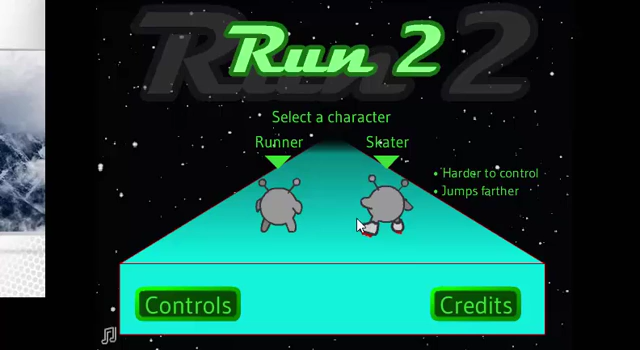 Run 2
Select a character
Runner
Skater
• Harder to control
• Jumps farther
Controls
Credits